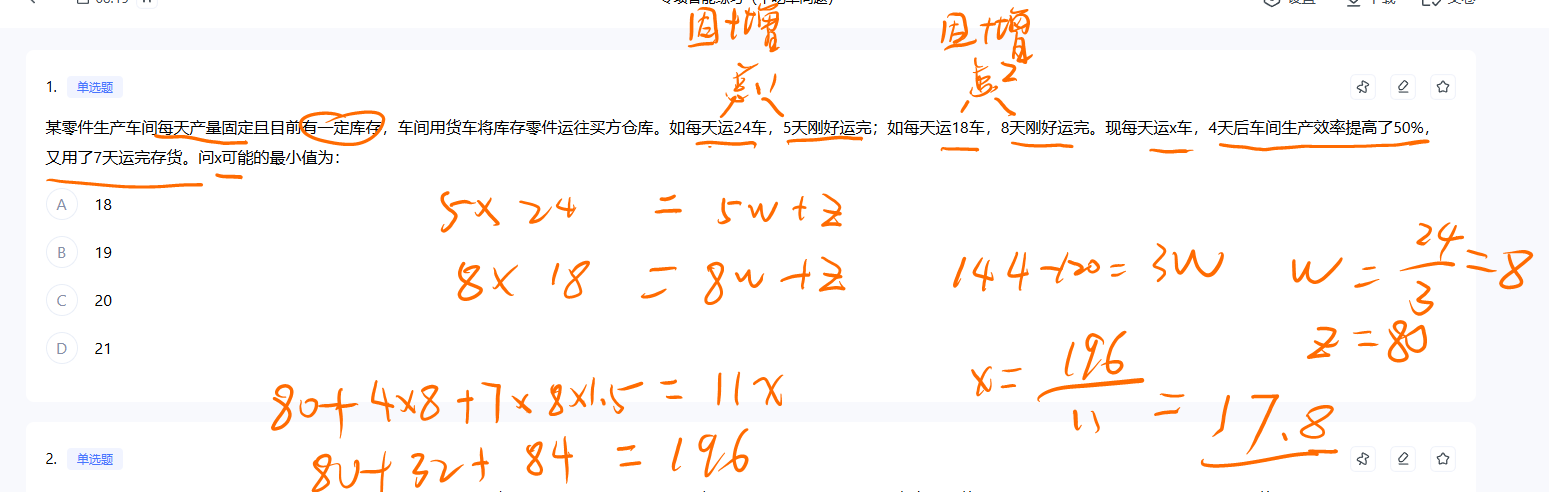 固+增
固+增
点1
点2
1.
单选题
某零件生产车间每天产量固定且目前有一定库存，车间用货车将库存零件运往买方仓库。如每天运24车，5天刚好运完；如每天运18车，8天刚好运完。现每天运x车，4天后车间生产效率提高了50%，
又用了7天运完存货。问x可能的最小值为：
A 18
B 19
C 20
D 21
5× 24 = 5w+z
8× 18 = 8w+z
144-120=3W
W=24/3=8
z=80
80+4×8+7×8×1.5=11x
80+32+84=196
x=196/11=17.8
2.
单选题